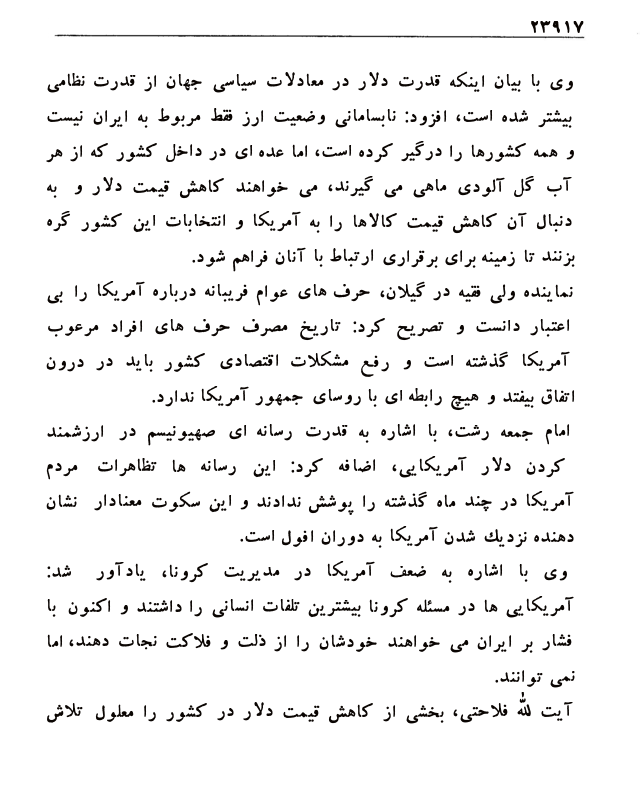 ۲۳۹۱۷
وی با بیان اینکه قدرت دلار در معادلات سیاسی جهان از قدرت نظامی
بیشتر شده است، افزود: نابسامانی وضعیت ارز فقط مربوط به ایران نیست
و همه کشورها را درگیر کرده است، اما عده ای در داخل کشور که از هر
آب گل آلودی ماهی می گیرند، می خواهند کاهش قیمت دلار و به
دنبال آن کاهش قیمت کالاها را به آمریکا و انتخابات این کشور گره
بزنند تا زمینه برای برقراری ارتباط با آنان فراهم شود.
نماینده ولی فقیه در گیلان، حرف های عوام فریبانه درباره آمریکا را بی
اعتبار دانست و تصریح کرد: تاریخ مصرف حرف های افراد مرعوب
آمریکا گذشته است و رفع مشکلات اقتصادی کشور باید در درون
اتفاق بیفتد و هیچ رابطه ای با روسای جمهور آمریکا ندارد.
امام جمعه رشت، با اشاره به قدرت رسانه ای صهیونیسم در ارزشمند
کردن دلار آمریکایی، اضافه کرد: این رسانه ها تظاهرات مردم
آمریکا در چند ماه گذشته را پوشش ندادند و این سکوت معنادار نشان
دهنده نزدیك شدن آمریکا به دوران افول است.
وی با اشاره به ضعف آمریکا در مدیریت کرونا، یادآور شد:
آمریکایی ها در مسئله کرونا بیشترین تلفات انسانی را داشتند و اکنون با
فشار بر ایران می خواهند خودشان را از ذلت و فلاکت نجات دهند، اما
نمی توانند.
آیت لله فلاحتی، بخشی از کاهش قیمت دلار در کشور را معلول تلاش